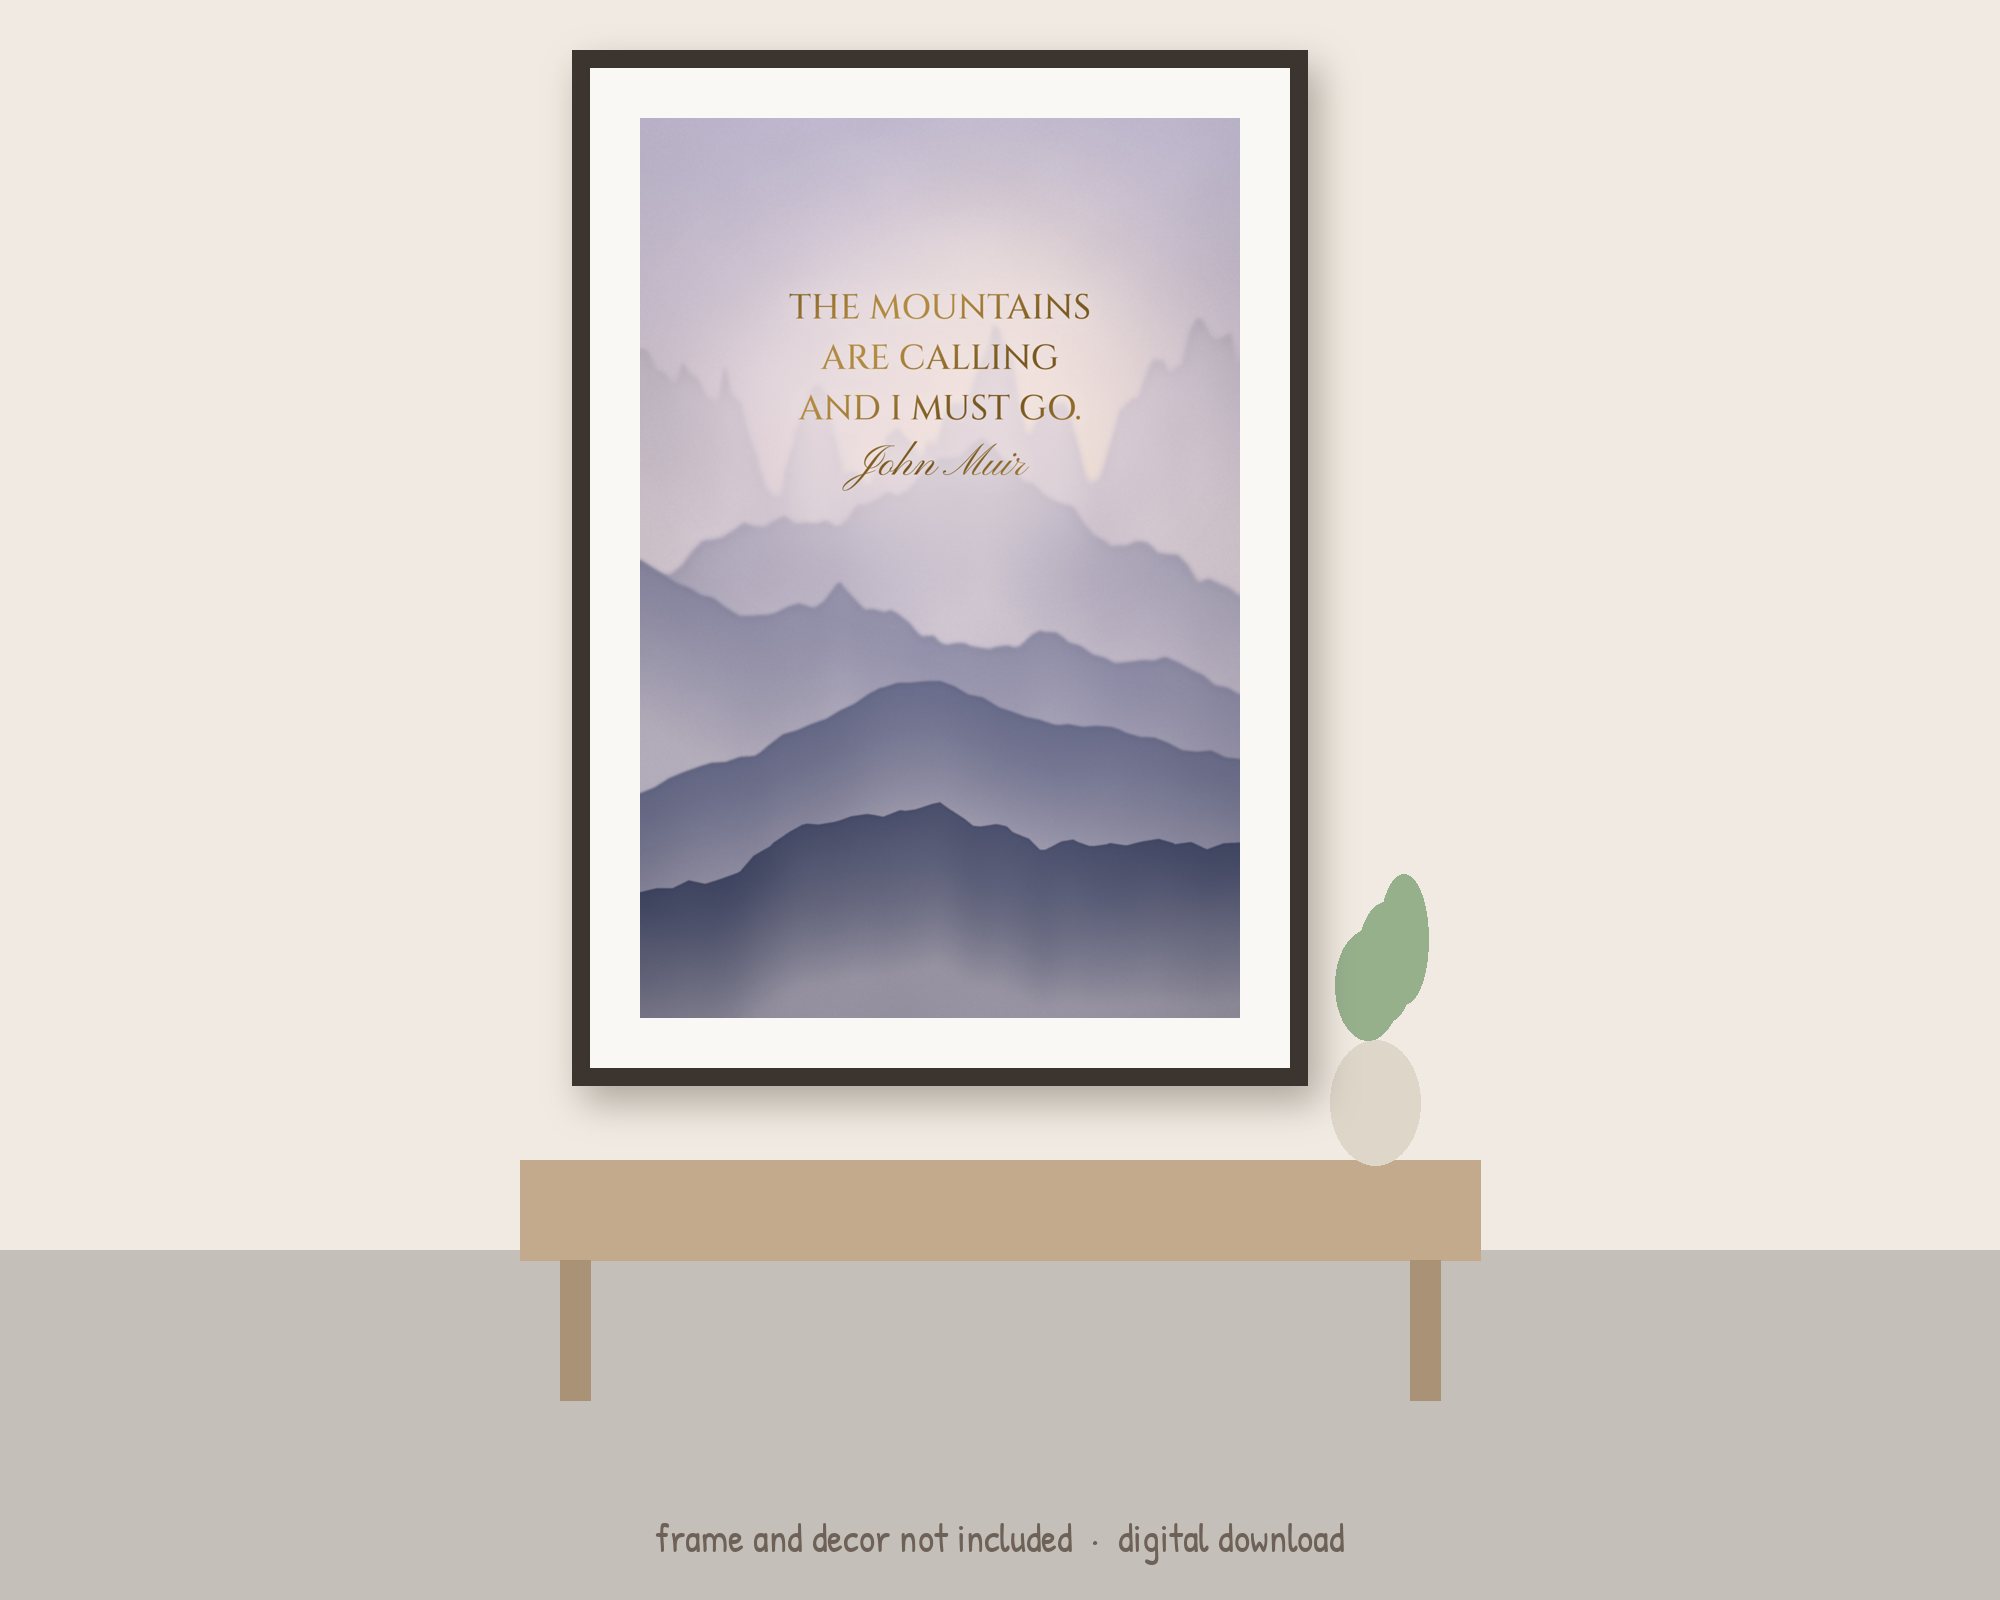 THE MOUNTAINS
ARE CALLING
AND I MUST GO.
John Muir
frame and decor not included · digital download